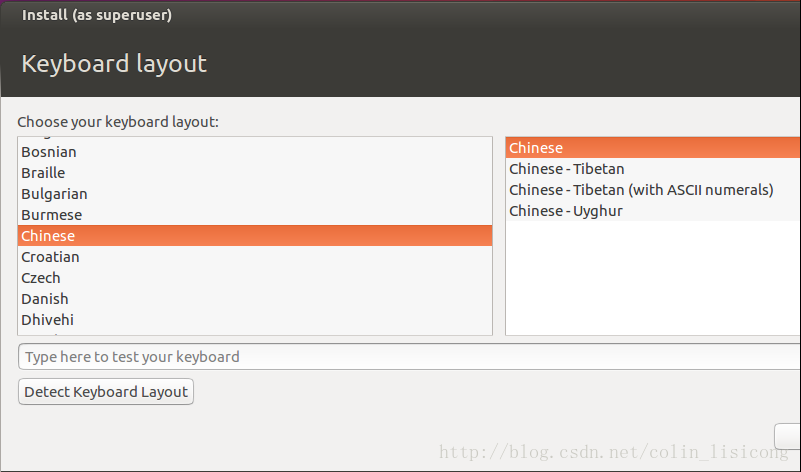 Install (as superuser)
Keyboard layout
Choose your keyboard layout:
Bosnian
Braille
Bulgarian
Burmese
Chinese
Croatian
Czech
Danish
Dhivehi
Chinese
Chinese - Tibetan
Chinese - Tibetan (with ASCII numerals)
Chinese - Uyghur
Type here to test your keyboard
Detect Keyboard Layout
http://blog.csdn.net/colin_lisicong